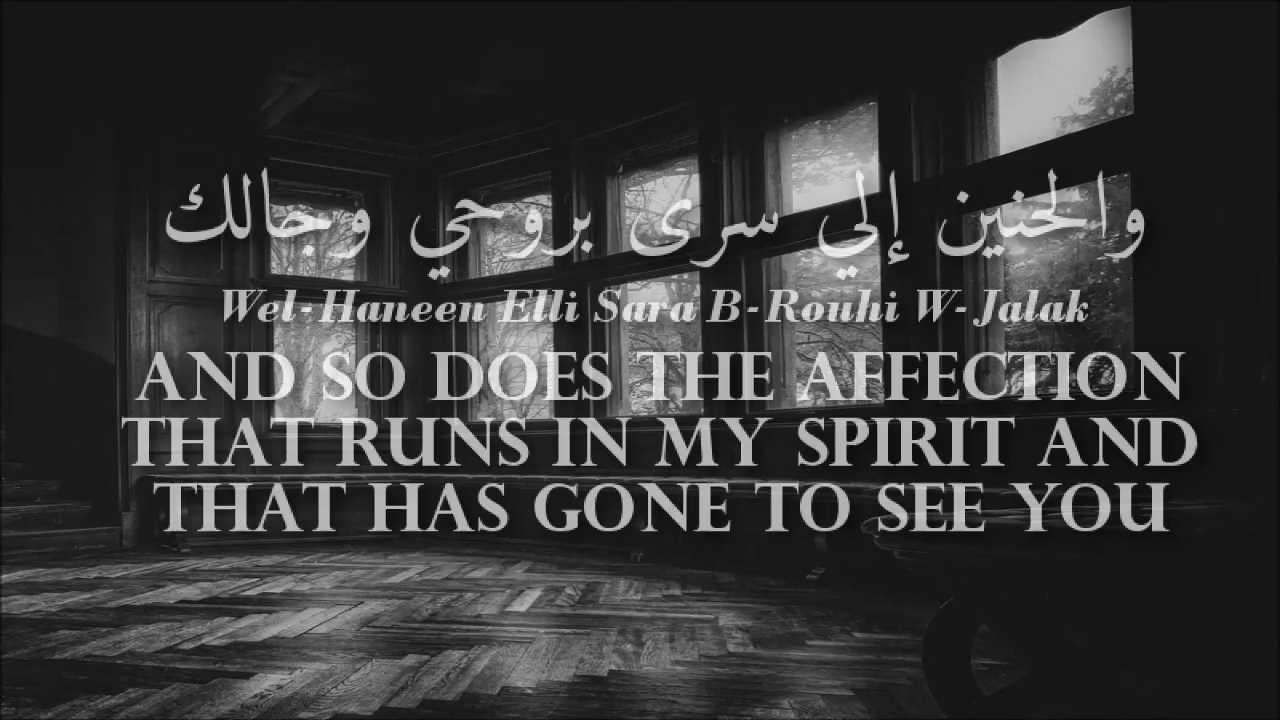 والحنين إلي سرى بروحي وجالك
Wel-Haneen Elli Sara B-Rouhi W-Jalak
AND SO DOES THE AFFECTION
THAT RUNS IN MY SPIRIT AND
THAT HAS GONE TO SEE YOU